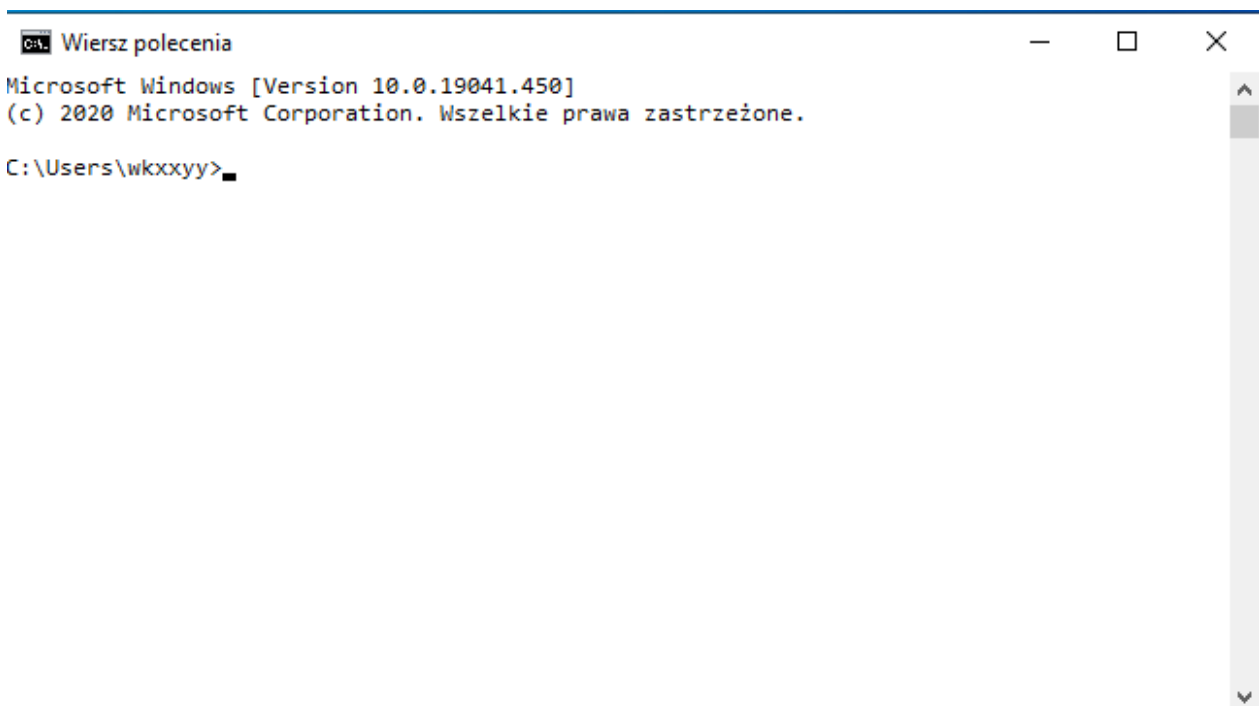 Wiersz polecenia
Microsoft Windows [Version 10.0.19041.450]
(c) 2020 Microsoft Corporation. Wszelkie prawa zastrzeżone.
C:\Users\wkxxyy>